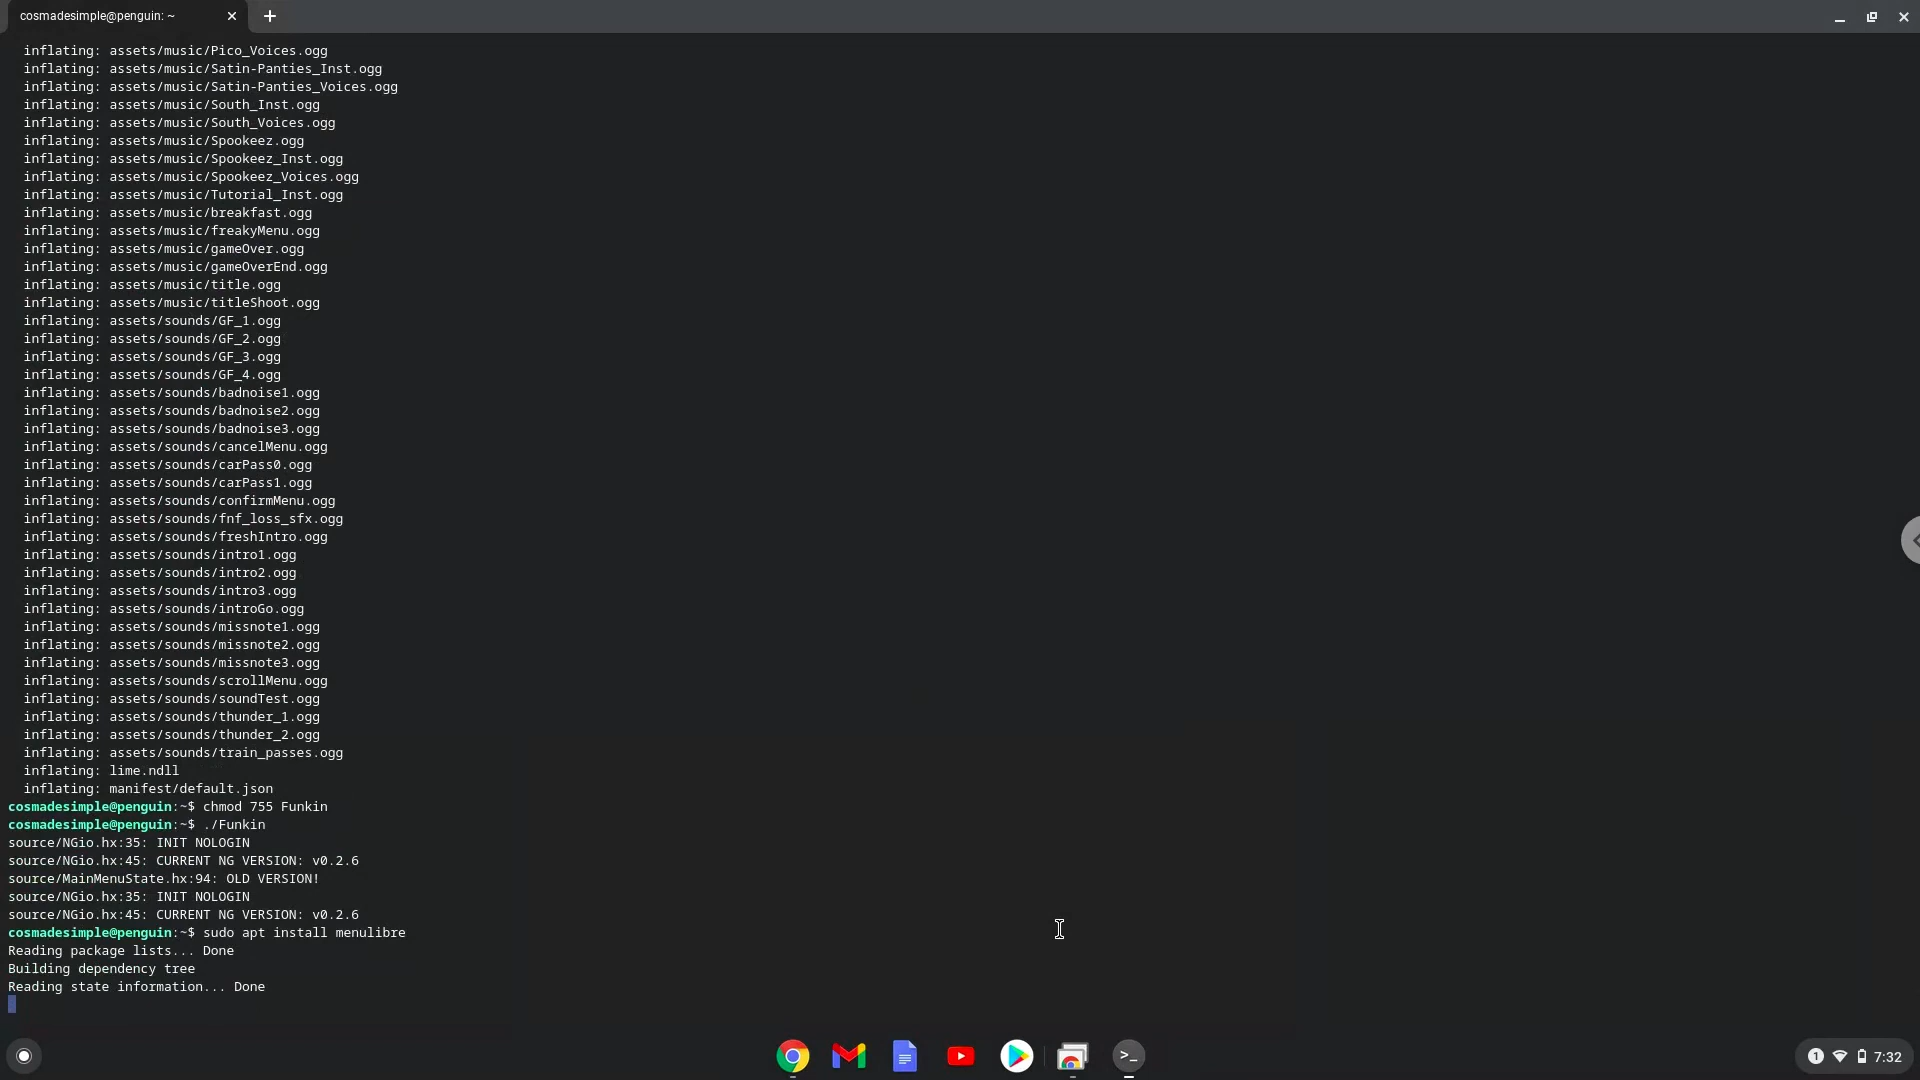 cosmadesimple@penguin: ~
inflating: assets/music/Pico_Voices.ogg
inflating: assets/music/Satin-Panties_Inst.ogg
inflating: assets/music/Satin-Panties_Voices.ogg
inflating: assets/music/South_Inst.ogg
inflating: assets/music/South_Voices.ogg
inflating: assets/music/Spookeez.ogg
inflating: assets/music/Spookeez_Inst.ogg
inflating: assets/music/Spookeez_Voices.ogg
inflating: assets/music/Tutorial_Inst.ogg
inflating: assets/music/breakfast.ogg
inflating: assets/music/freakyMenu.ogg
inflating: assets/music/gameOver.ogg
inflating: assets/music/gameOverEnd.ogg
inflating: assets/music/title.ogg
inflating: assets/music/titleShoot.ogg
inflating: assets/sounds/GF_1.ogg
inflating: assets/sounds/GF_2.ogg
inflating: assets/sounds/GF_3.ogg
inflating: assets/sounds/GF_4.ogg
inflating: assets/sounds/badnoise1.ogg
inflating: assets/sounds/badnoise2.ogg
inflating: assets/sounds/badnoise3.ogg
inflating: assets/sounds/cancelMenu.ogg
inflating: assets/sounds/carPass0.ogg
inflating: assets/sounds/carPass1.ogg
inflating: assets/sounds/confirmMenu.ogg
inflating: assets/sounds/fnf_loss_sfx.ogg
inflating: assets/sounds/freshIntro.ogg
inflating: assets/sounds/intro1.ogg
inflating: assets/sounds/intro2.ogg
inflating: assets/sounds/intro3.ogg
inflating: assets/sounds/introGo.ogg
inflating: assets/sounds/missnote1.ogg
inflating: assets/sounds/missnote2.ogg
inflating: assets/sounds/missnote3.ogg
inflating: assets/sounds/scrollMenu.ogg
inflating: assets/sounds/soundTest.ogg
inflating: assets/sounds/thunder_1.ogg
inflating: assets/sounds/thunder_2.ogg
inflating: assets/sounds/train_passes.ogg
inflating: lime.ndll
inflating: manifest/default.json
cosmadesimple@penguin:~$ chmod 755 Funkin
cosmadesimple@penguin:~$ ./Funkin
source/NGio.hx:35: INIT NOLOGIN
source/NGio.hx:45: CURRENT NG VERSION: v0.2.6
source/MainMenuState.hx:94: OLD VERSION!
source/NGio.hx:35: INIT NOLOGIN
source/NGio.hx:45: CURRENT NG VERSION: v0.2.6
cosmadesimple@penguin:~$ sudo apt install menulibre
Reading package lists... Done
Building dependency tree
Reading state information... Done
>_
1 7:32